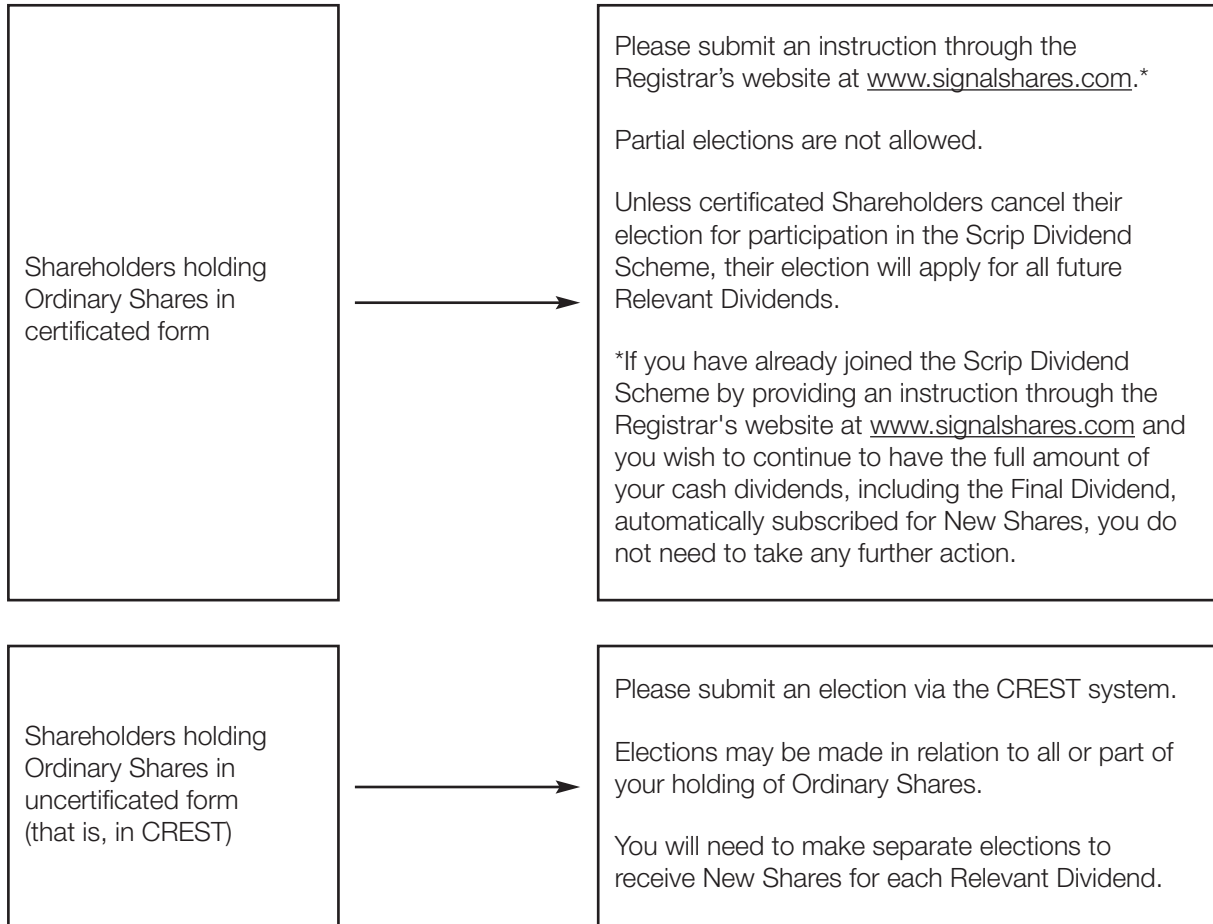 Shareholders holding
Ordinary Shares in
certificated form
Please submit an instruction through the
Registrar’s website at www.signalshares.com.*
Partial elections are not allowed.
Unless certificated Shareholders cancel their
election for participation in the Scrip Dividend
Scheme, their election will apply for all future
Relevant Dividends.
*If you have already joined the Scrip Dividend
Scheme by providing an instruction through the
Registrar's website at www.signalshares.com and
you wish to continue to have the full amount of
your cash dividends, including the Final Dividend,
automatically subscribed for New Shares, you do
not need to take any further action.
Shareholders holding
Ordinary Shares in
uncertificated form
(that is, in CREST)
Please submit an election via the CREST system.
Elections may be made in relation to all or part of
your holding of Ordinary Shares.
You will need to make separate elections to
receive New Shares for each Relevant Dividend.